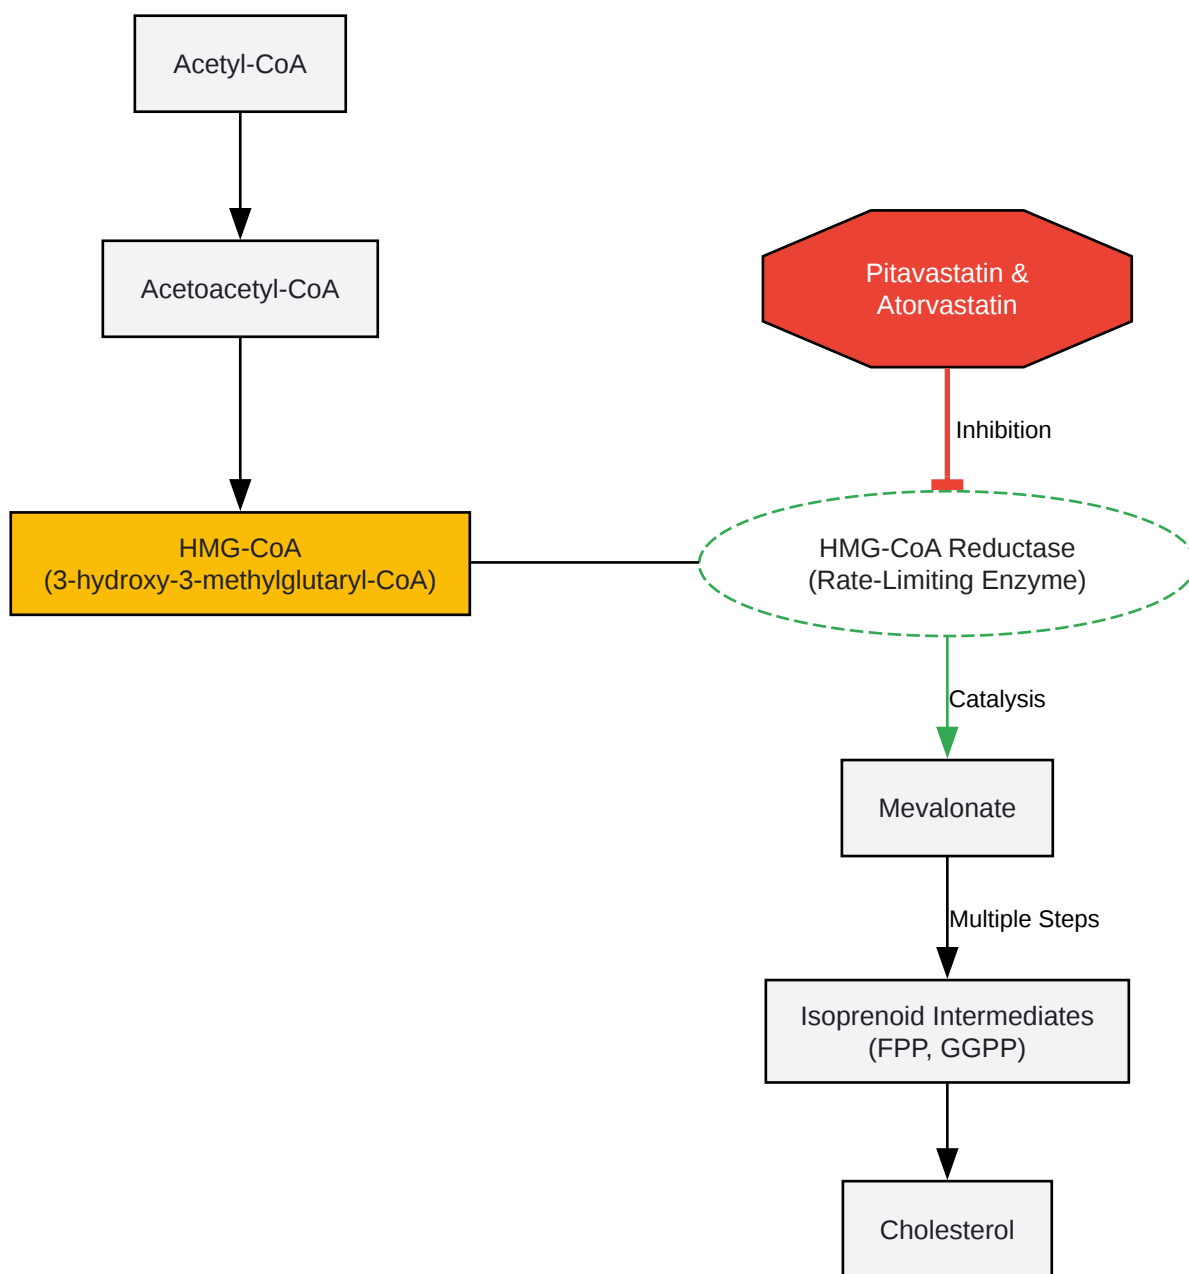 Acetyl-CoA
Acetoacetyl-CoA
Pitavastatin &
Atorvastatin
Inhibition
HMG-CoA
(3-hydroxy-3-methylglutaryl-CoA)
HMG-CoA Reductase
(Rate-Limiting Enzyme)
Catalysis
Mevalonate
Multiple Steps
Isoprenoid Intermediates
(FPP, GGPP)
Cholesterol